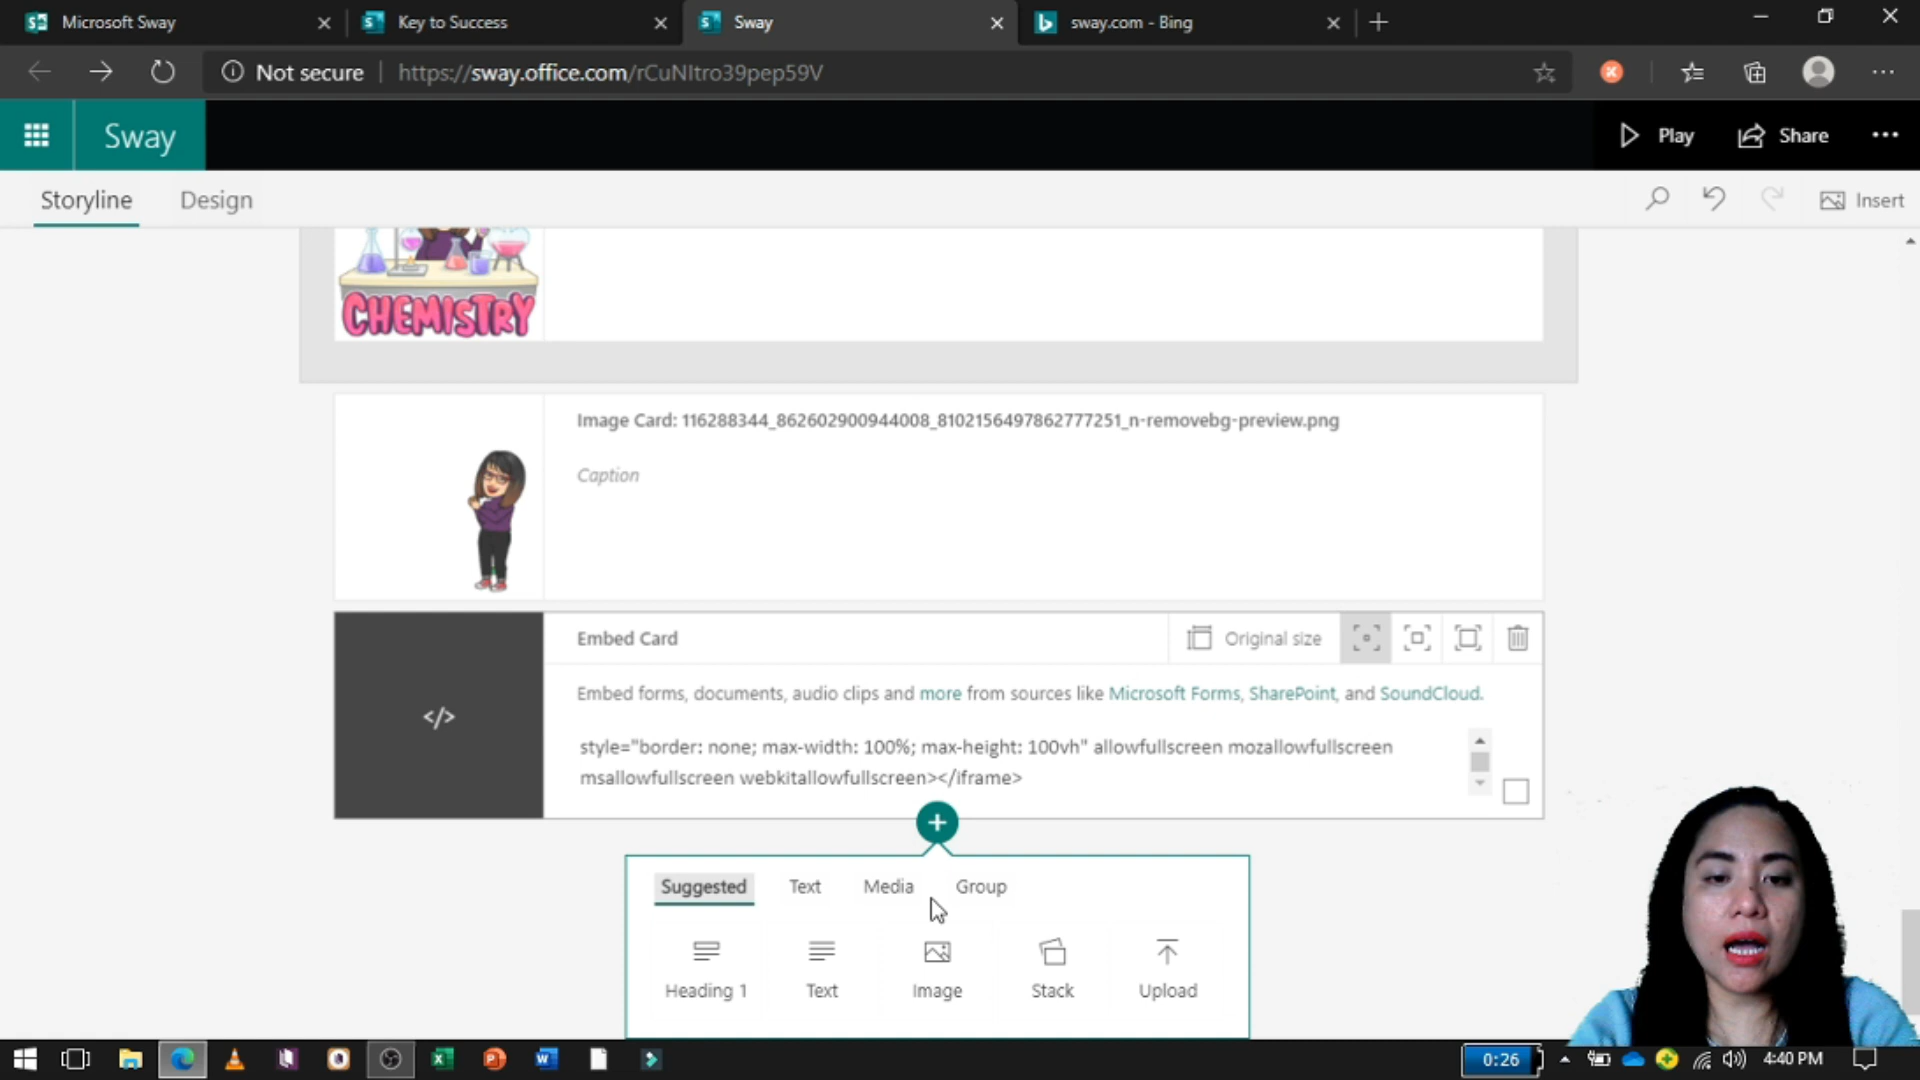 Microsoft Sway
Key to Success
Sway
sway.com - Bing
Not secure
https://sway.office.com/rCuNItro39pep59V
Sway
Play
Share
Storyline
Design
Insert
CHEMISTRY
Image Card: 116288344_862602900944008_8102156497862777251_n-removebg-preview.png
Caption
Embed Card
Original size
Embed forms, documents, audio clips and more from sources like Microsoft Forms, SharePoint, and SoundCloud.
</>
style="border: none; max-width: 100%; max-height: 100vh" allowfullscreen mozallowfullscreen
msallowfullscreen webkitallowfullscreen></iframe>
Suggested
Text
Media
Group
Heading 1
Text
Image
Stack
Upload
0:26
4:40 PM